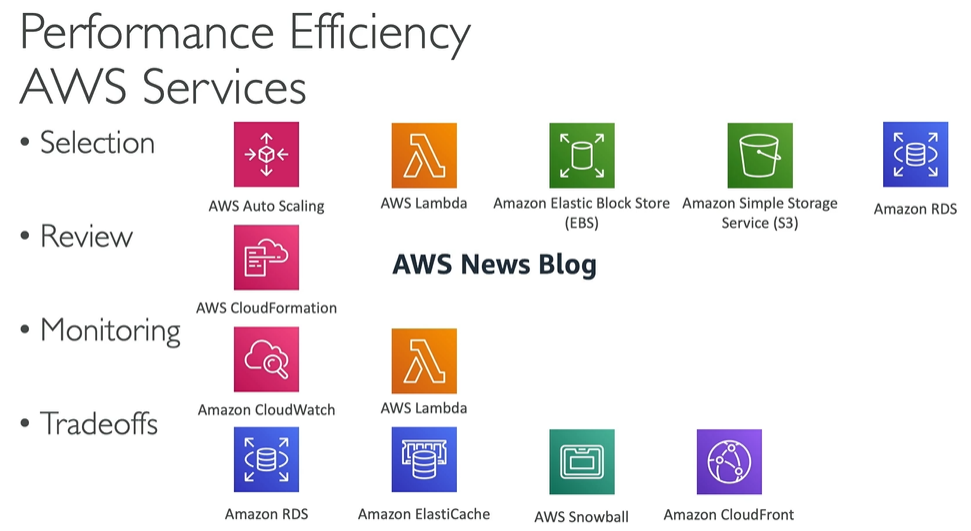 Performance Efficiency
AWS Services
• Selection
AWS Auto Scaling
AWS Lambda
Amazon Elastic Block Store
(EBS)
Amazon Simple Storage
Service (S3)
Amazon RDS
• Review
AWS CloudFormation
AWS News Blog
• Monitoring
Amazon CloudWatch
AWS Lambda
• Tradeoffs
Amazon RDS
Amazon ElastiCache
AWS Snowball
Amazon CloudFront